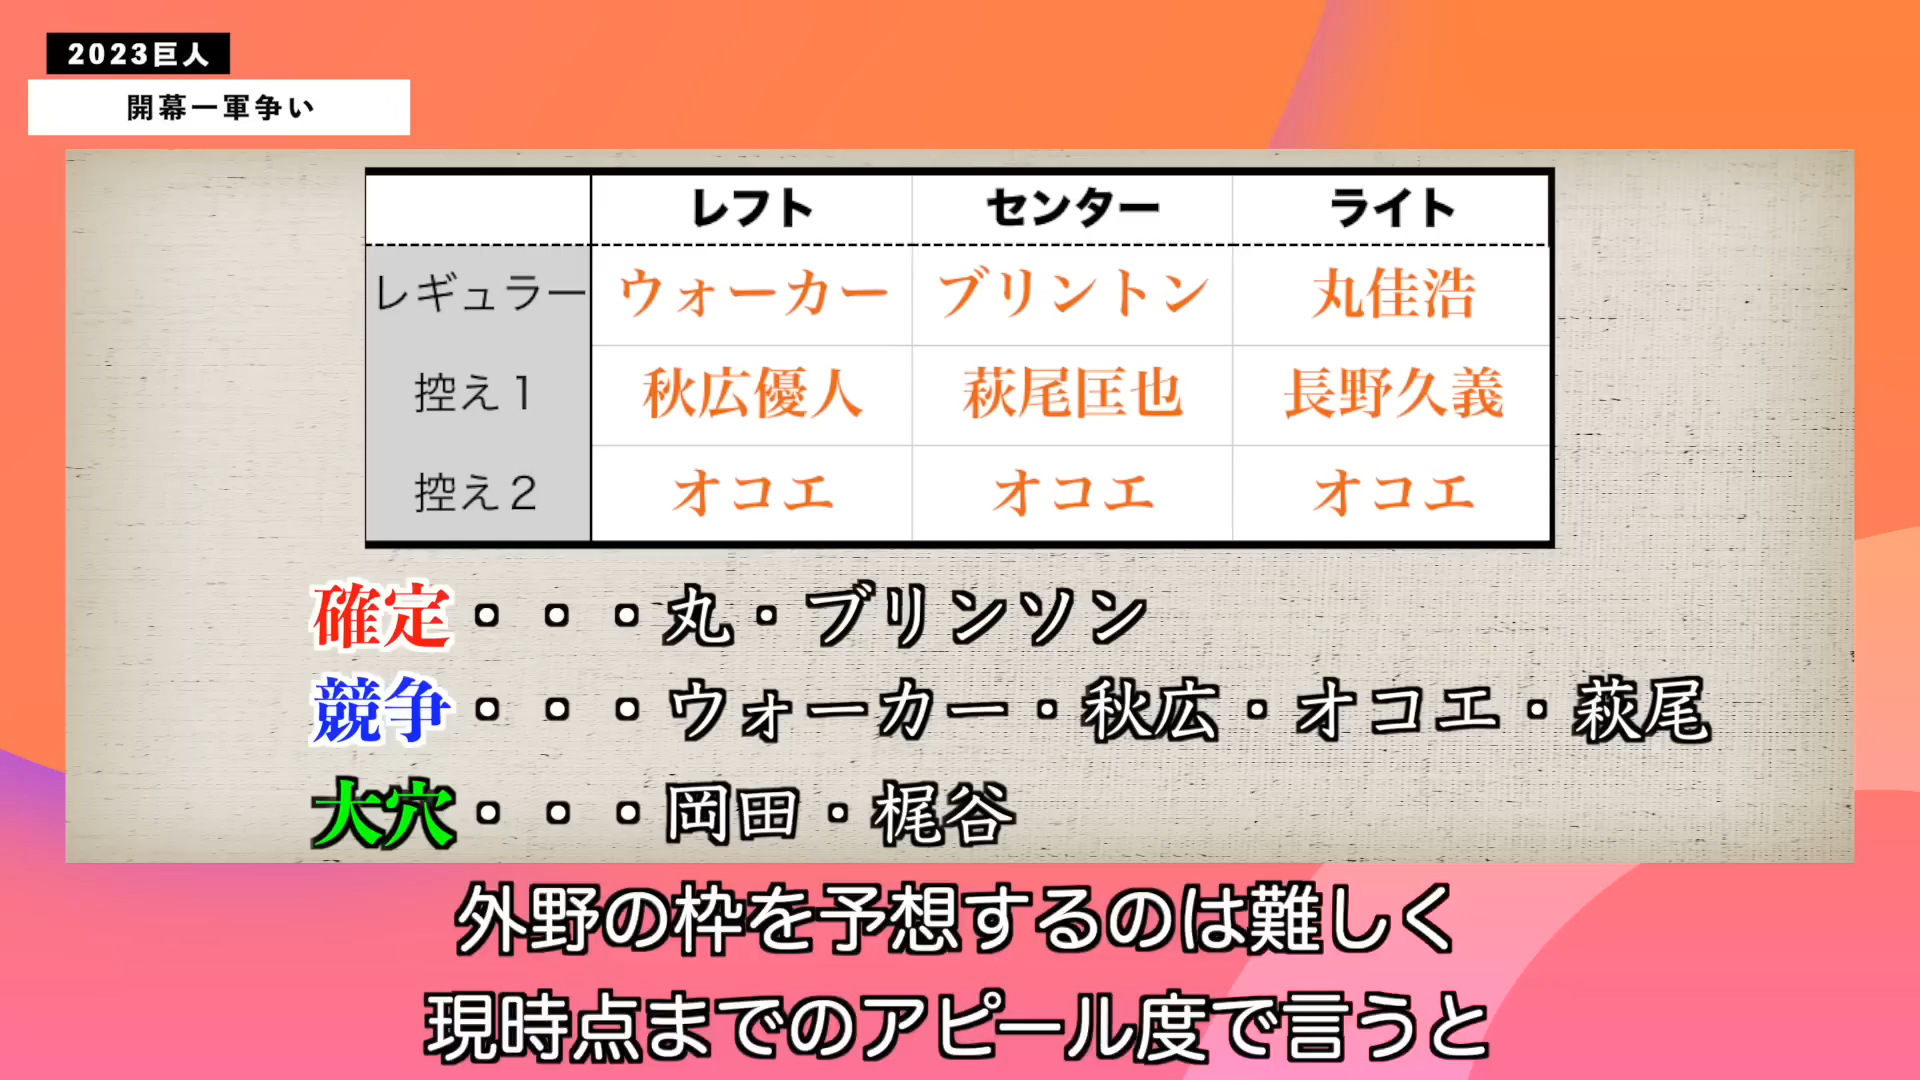 2023巨人
開幕一軍争い
レフト センター ライト
レギュラー ウォーカー ブリントン 丸佳浩
控え1 秋広優人 萩尾匡也 長野久義
控え2 オコエ オコエ オコエ
確定・・・丸・ブリンソン
競争・・・ウォーカー・秋広・オコエ・萩尾
大穴・・・岡田・梶谷
外野の枠を予想するのは難しく
現時点までのアピール度で言うと